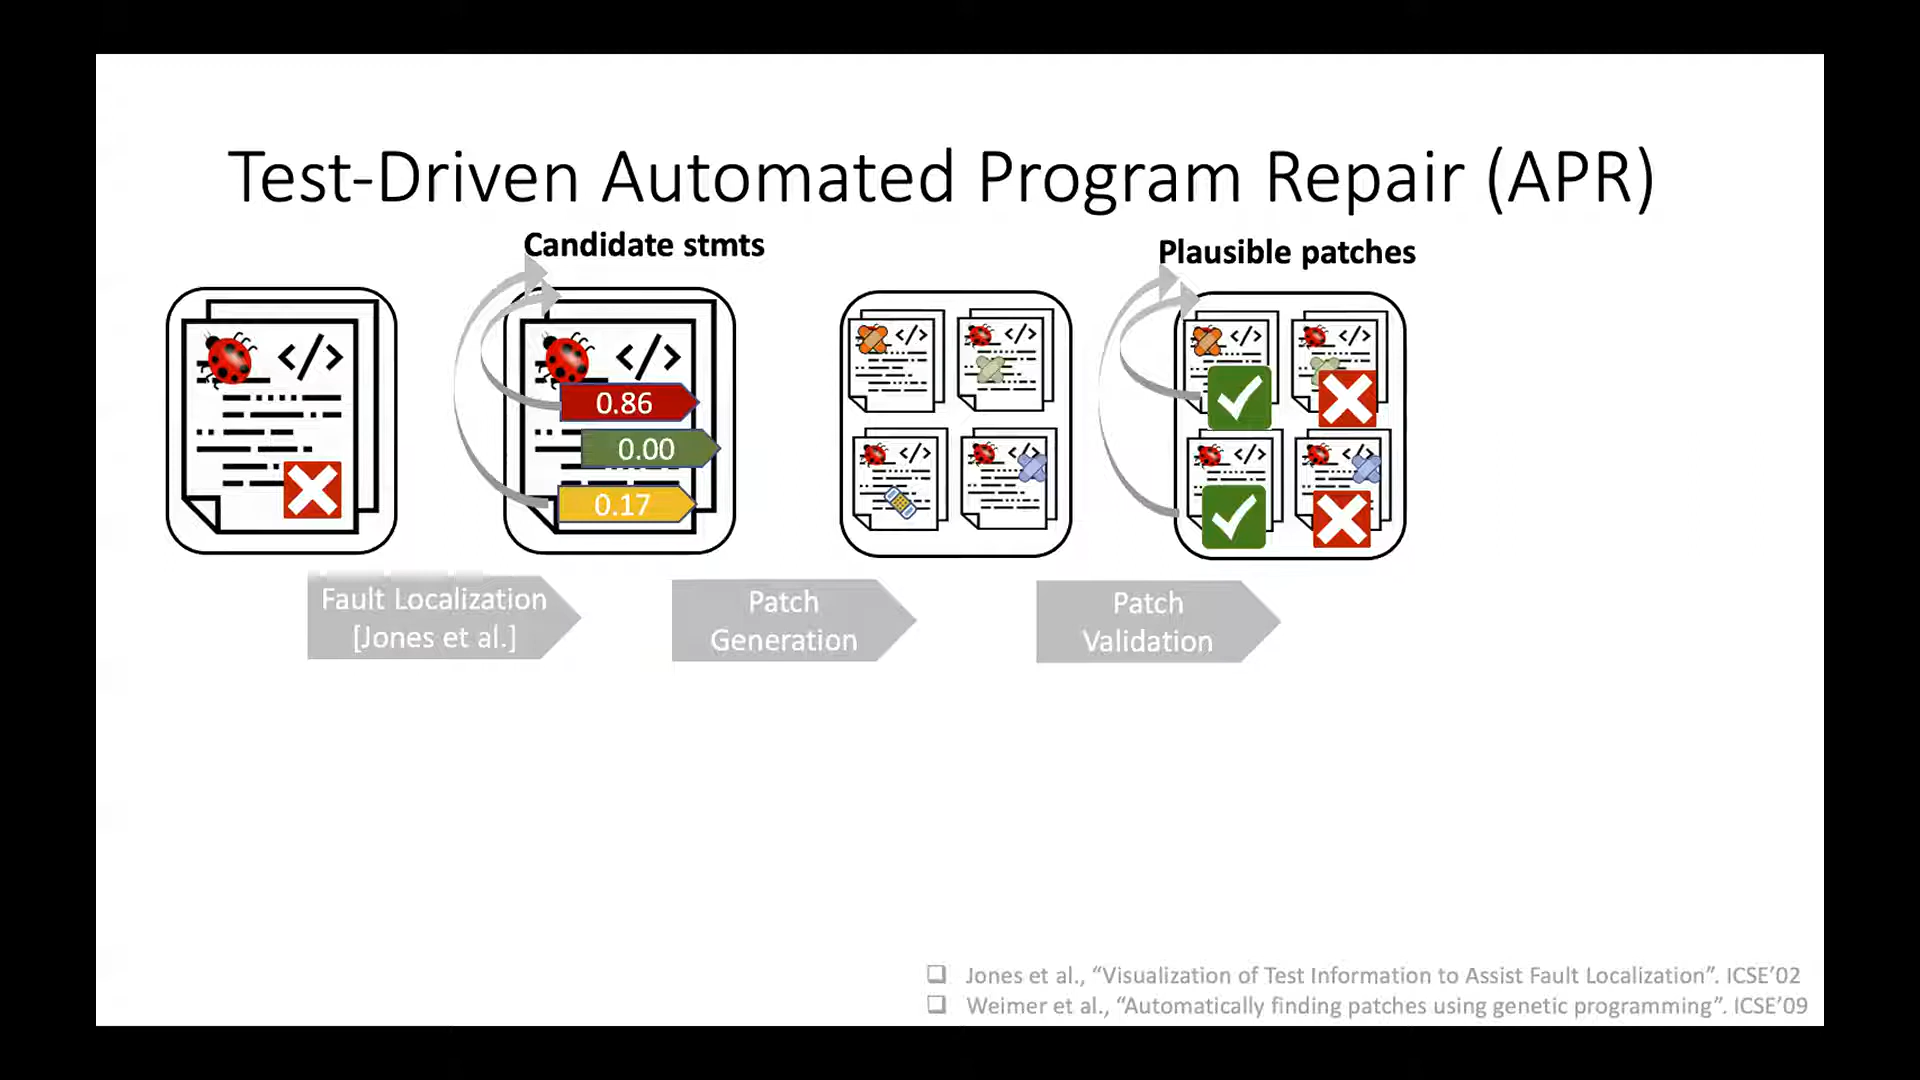 Test-Driven Automated Program Repair (APR)
Candidate stmts
Plausible patches
</>
</>
0.86
0.00
0.17
</>
</>
</>
</>
</>
</>
</>
</>
Fault Localization
[Jones et al.]
Patch
Generation
Patch
Validation
Jones et al., “Visualization of Test Information to Assist Fault Localization”. ICSE’02
Weimer et al., “Automatically finding patches using genetic programming”. ICSE’09